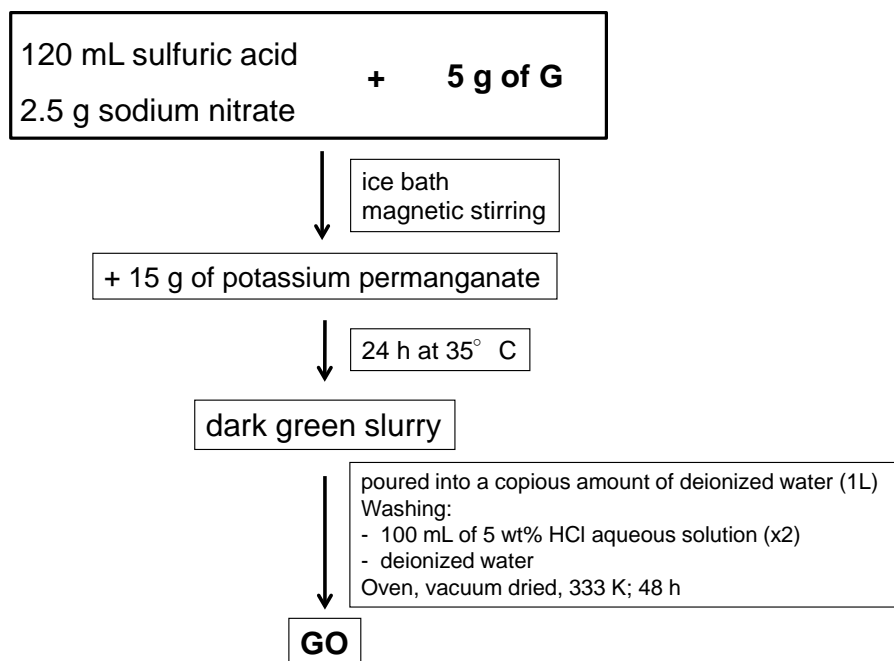 120 mL sulfuric acid
2.5 g sodium nitrate
+
5 g of G
ice bath
magnetic stirring
+ 15 g of potassium permanganate
24 h at 35° C
dark green slurry
poured into a copious amount of deionized water (1L)
Washing:
- 100 mL of 5 wt% HCl aqueous solution (x2)
- deionized water
Oven, vacuum dried, 333 K; 48 h
GO